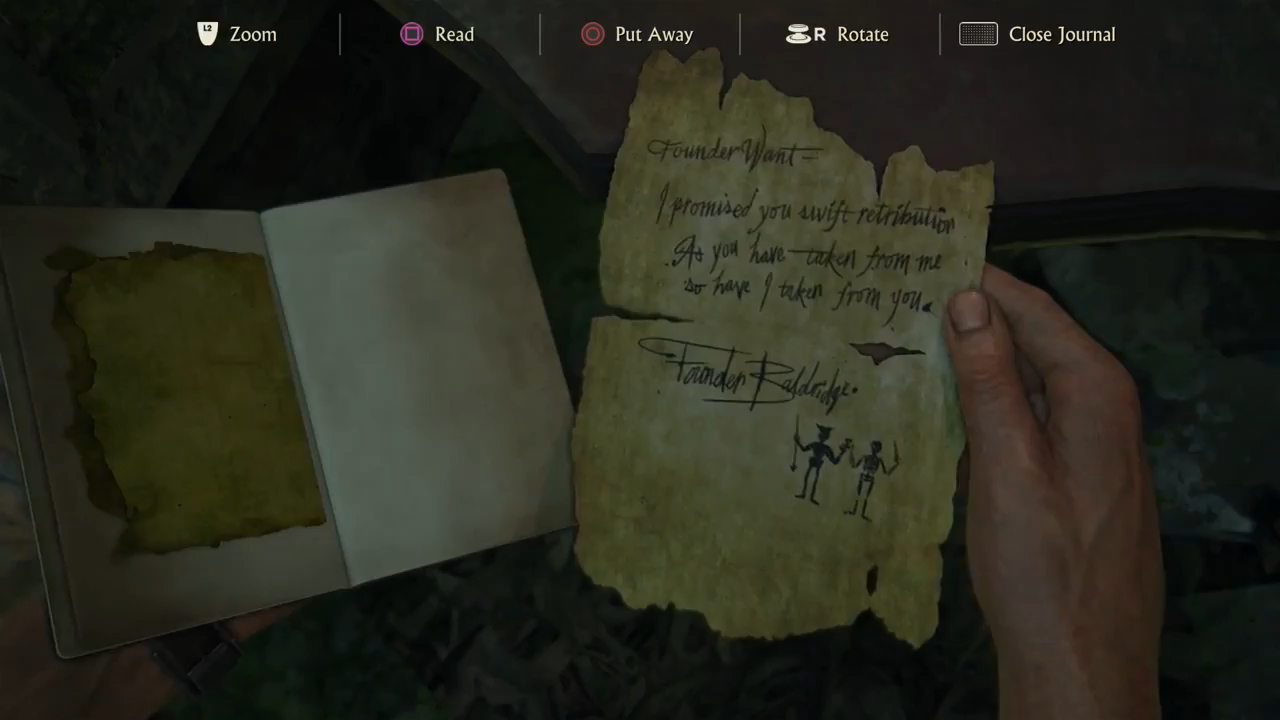 L2 Zoom
Read
Put Away
R Rotate
Close Journal
Founder Want –
I promised you swift retribution
As you have taken from me
so have I taken from you.
Founder Baldridge.